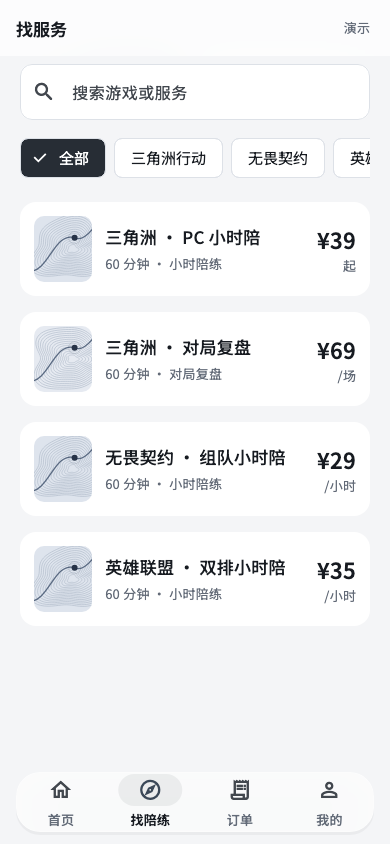 找服务
演示
搜索游戏或服务
全部
三角洲行动
无畏契约
三角洲 · PC 小时陪
¥39
60 分钟 · 小时陪练
起
三角洲 · 对局复盘
¥69
60 分钟 · 对局复盘
/场
无畏契约 · 组队小时陪
¥29
60 分钟 · 小时陪练
/小时
英雄联盟 · 双排小时陪
¥35
60 分钟 · 小时陪练
/小时
首页
找陪练
订单
我的